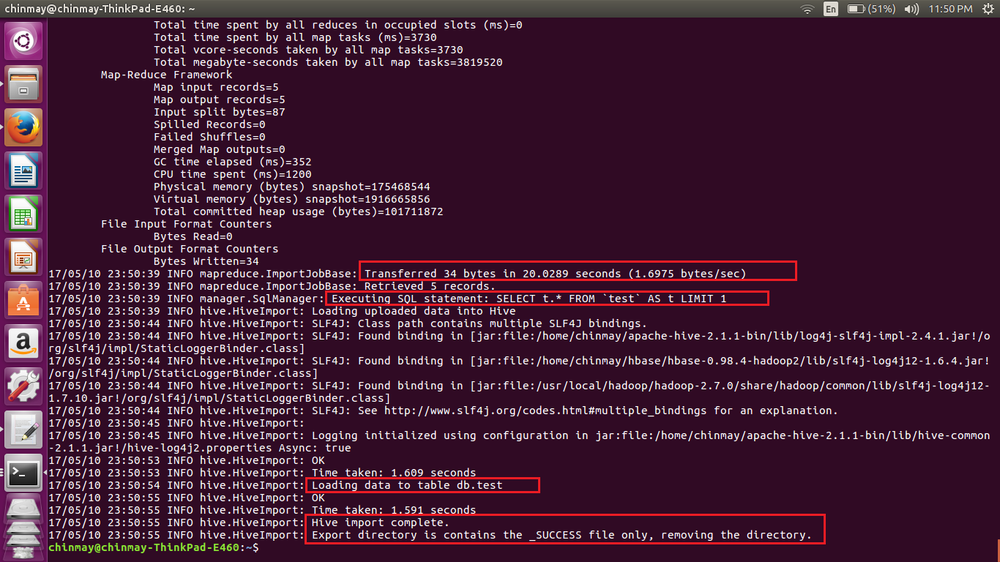 chinmay@chinmay-ThinkPad-E460: ~
En (51%) 11:50 PM
Total time spent by all reduces in occupied slots (ms)=0
Total time spent by all map tasks (ms)=3730
Total vcore-seconds taken by all map tasks=3730
Total megabyte-seconds taken by all map tasks=3819520
Map-Reduce Framework
Map input records=5
Map output records=5
Input split bytes=87
Spilled Records=0
Failed Shuffles=0
Merged Map outputs=0
GC time elapsed (ms)=352
CPU time spent (ms)=1200
Physical memory (bytes) snapshot=175468544
Virtual memory (bytes) snapshot=1916665856
Total committed heap usage (bytes)=101711872
File Input Format Counters
Bytes Read=0
File Output Format Counters
Bytes Written=34
17/05/10 23:50:39 INFO mapreduce.ImportJobBase: Transferred 34 bytes in 20.0289 seconds (1.6975 bytes/sec)
17/05/10 23:50:39 INFO mapreduce.ImportJobBase: Retrieved 5 records.
17/05/10 23:50:39 INFO manager.SqlManager: Executing SQL statement: SELECT t.* FROM `test` AS t LIMIT 1
17/05/10 23:50:39 INFO hive.HiveImport: Loading uploaded data into Hive
17/05/10 23:50:44 INFO hive.HiveImport: SLF4J: Class path contains multiple SLF4J bindings.
17/05/10 23:50:44 INFO hive.HiveImport: SLF4J: Found binding in [jar:file:/home/chinmay/apache-hive-2.1.1-bin/lib/log4j-slf4j-impl-2.4.1.jar!/o
rg/slf4j/impl/StaticLoggerBinder.class]
17/05/10 23:50:44 INFO hive.HiveImport: SLF4J: Found binding in [jar:file:/home/chinmay/hbase/hbase-0.98.4-hadoop2/lib/slf4j-log4j12-1.6.4.jar!
/org/slf4j/impl/StaticLoggerBinder.class]
17/05/10 23:50:44 INFO hive.HiveImport: SLF4J: Found binding in [jar:file:/usr/local/hadoop/hadoop-2.7.0/share/hadoop/common/lib/slf4j-log4j12-
1.7.10.jar!/org/slf4j/impl/StaticLoggerBinder.class]
17/05/10 23:50:44 INFO hive.HiveImport: SLF4J: See http://www.slf4j.org/codes.html#multiple_bindings for an explanation.
17/05/10 23:50:45 INFO hive.HiveImport:
17/05/10 23:50:45 INFO hive.HiveImport: Logging initialized using configuration in jar:file:/home/chinmay/apache-hive-2.1.1-bin/lib/hive-common
-2.1.1.jar!/hive-log4j2.properties Async: true
17/05/10 23:50:53 INFO hive.HiveImport: OK
17/05/10 23:50:53 INFO hive.HiveImport: Time taken: 1.609 seconds
17/05/10 23:50:54 INFO hive.HiveImport: Loading data to table db.test
17/05/10 23:50:55 INFO hive.HiveImport: OK
17/05/10 23:50:55 INFO hive.HiveImport: Time taken: 1.591 seconds
17/05/10 23:50:55 INFO hive.HiveImport: Hive import complete.
17/05/10 23:50:55 INFO hive.HiveImport: Export directory is contains the _SUCCESS file only, removing the directory.
chinmay@chinmay-ThinkPad-E460:~$